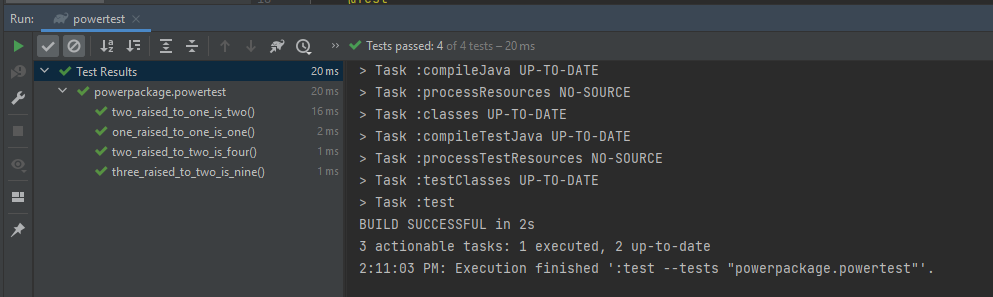 Run: powertest
Tests passed: 4 of 4 tests – 20 ms
Test Results 20 ms
powerpackage.powertest 20 ms
two_raised_to_one_is_two() 16 ms
one_raised_to_one_is_one() 2 ms
two_raised_to_two_is_four() 1 ms
three_raised_to_two_is_nine() 1 ms
> Task :compileJava UP-TO-DATE
> Task :processResources NO-SOURCE
> Task :classes UP-TO-DATE
> Task :compileTestJava UP-TO-DATE
> Task :processTestResources NO-SOURCE
> Task :testClasses UP-TO-DATE
> Task :test
BUILD SUCCESSFUL in 2s
3 actionable tasks: 1 executed, 2 up-to-date
2:11:03 PM: Execution finished ':test --tests "powerpackage.powertest"'.